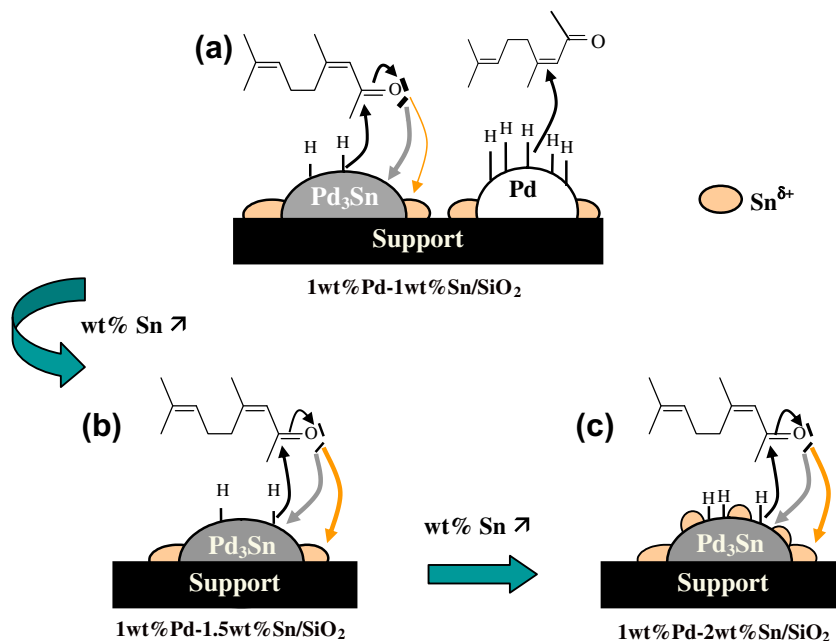 (a)
O
O
H
H
H
H
H
H
H
Pd₃Sn
Pd
Snᵟ⁺
Support
1wt%Pd-1wt%Sn/SiO₂
wt% Sn ↗
(b)
O
(c)
O
H
H
H
H
H
wt% Sn ↗
Pd₃Sn
Pd₃Sn
Support
Support
1wt%Pd-1.5wt%Sn/SiO₂
1wt%Pd-2wt%Sn/SiO₂